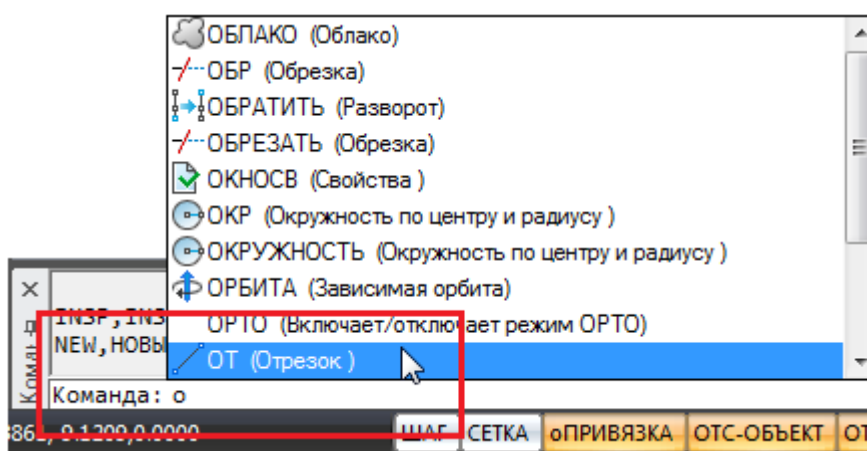 ОБЛАКО (Облако)
ОБР (Обрезка)
ОБРАТИТЬ (Разворот)
ОБРЕЗАТЬ (Обрезка)
ОКНОСВ (Свойства )
ОКР (Окружность по центру и радиусу )
ОКРУЖНОСТЬ (Окружность по центру и радиусу )
ОРБИТА (Зависимая орбита)
ОРТО (Включает/отключает режим ОРТО)
ОТ (Отрезок )
NEW,НОВЫ
Команда: о
ШАГ СЕТКА оПРИВЯЗКА ОТС-ОБЪЕКТ ОТ